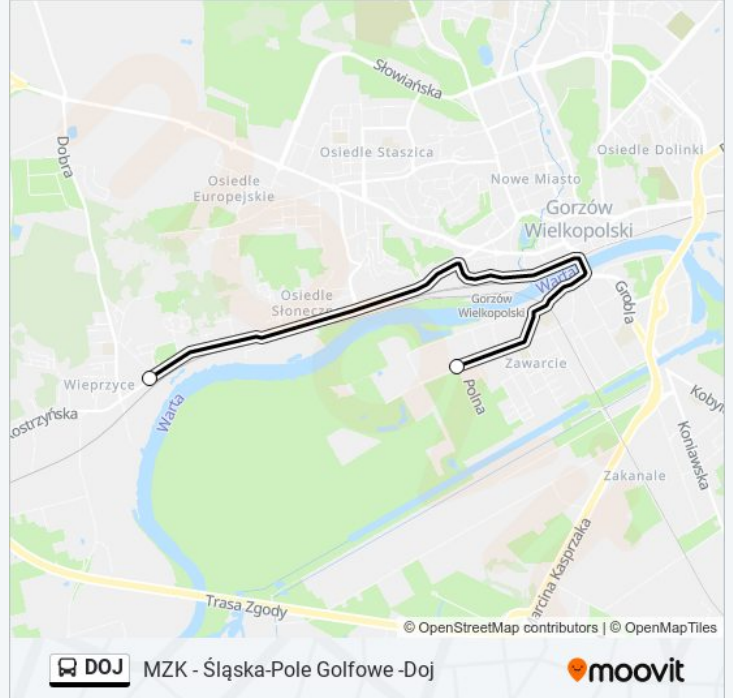 Słowiańska
Dobra
Osiedle Staszica
Osiedle Dolinki
Osiedle
Europejskie
Nowe Miasto
Gorzów
Wielkopolski
Warta
Osiedle
Słoneczne
Gorzów
Wielkopolski
Grobla
Zawarcie
Wieprzyce
Polna
Warta
Kostrzyńska
Koby
Koniawska
Zakanale
arcina Kasprzaka
Trasa Zgody
© OpenStreetMap contributors | © OpenMapTiles
DOJ MZK - Śląska-Pole Golfowe -Doj
moovit